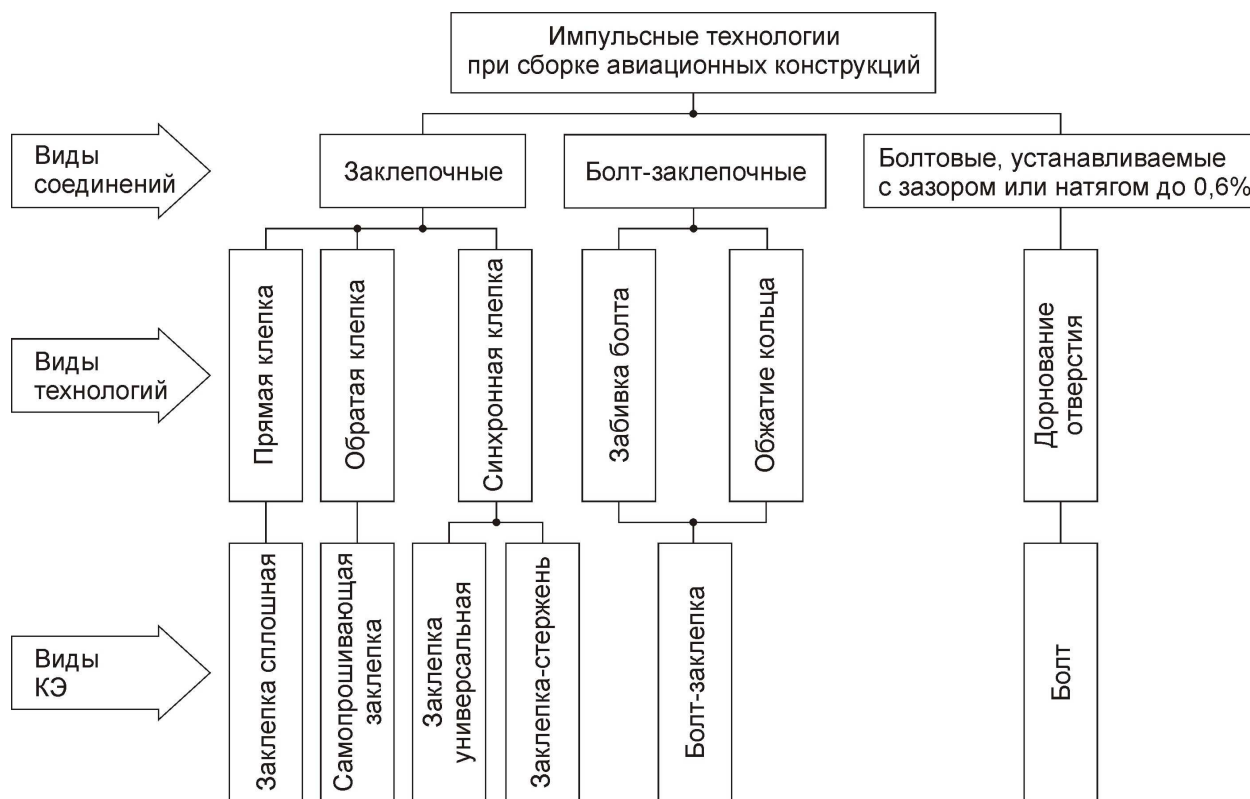 Импульсные технологии
при сборке авиационных конструкций
Виды
соединений
Заклепочные
Болт-заклепочные
Болтовые, устанавливаемые
с зазором или натягом до 0,6%
Виды
технологий
Прямая клепка
Обратая клепка
Синхронная клепка
Забивка болта
Обжатие кольца
Дорнование
отверстия
Виды
КЭ
Заклепка сплошная
Самопрошивающая
заклепка
Заклепка
универсальная
Заклепка-стержень
Болт-заклепка
Болт